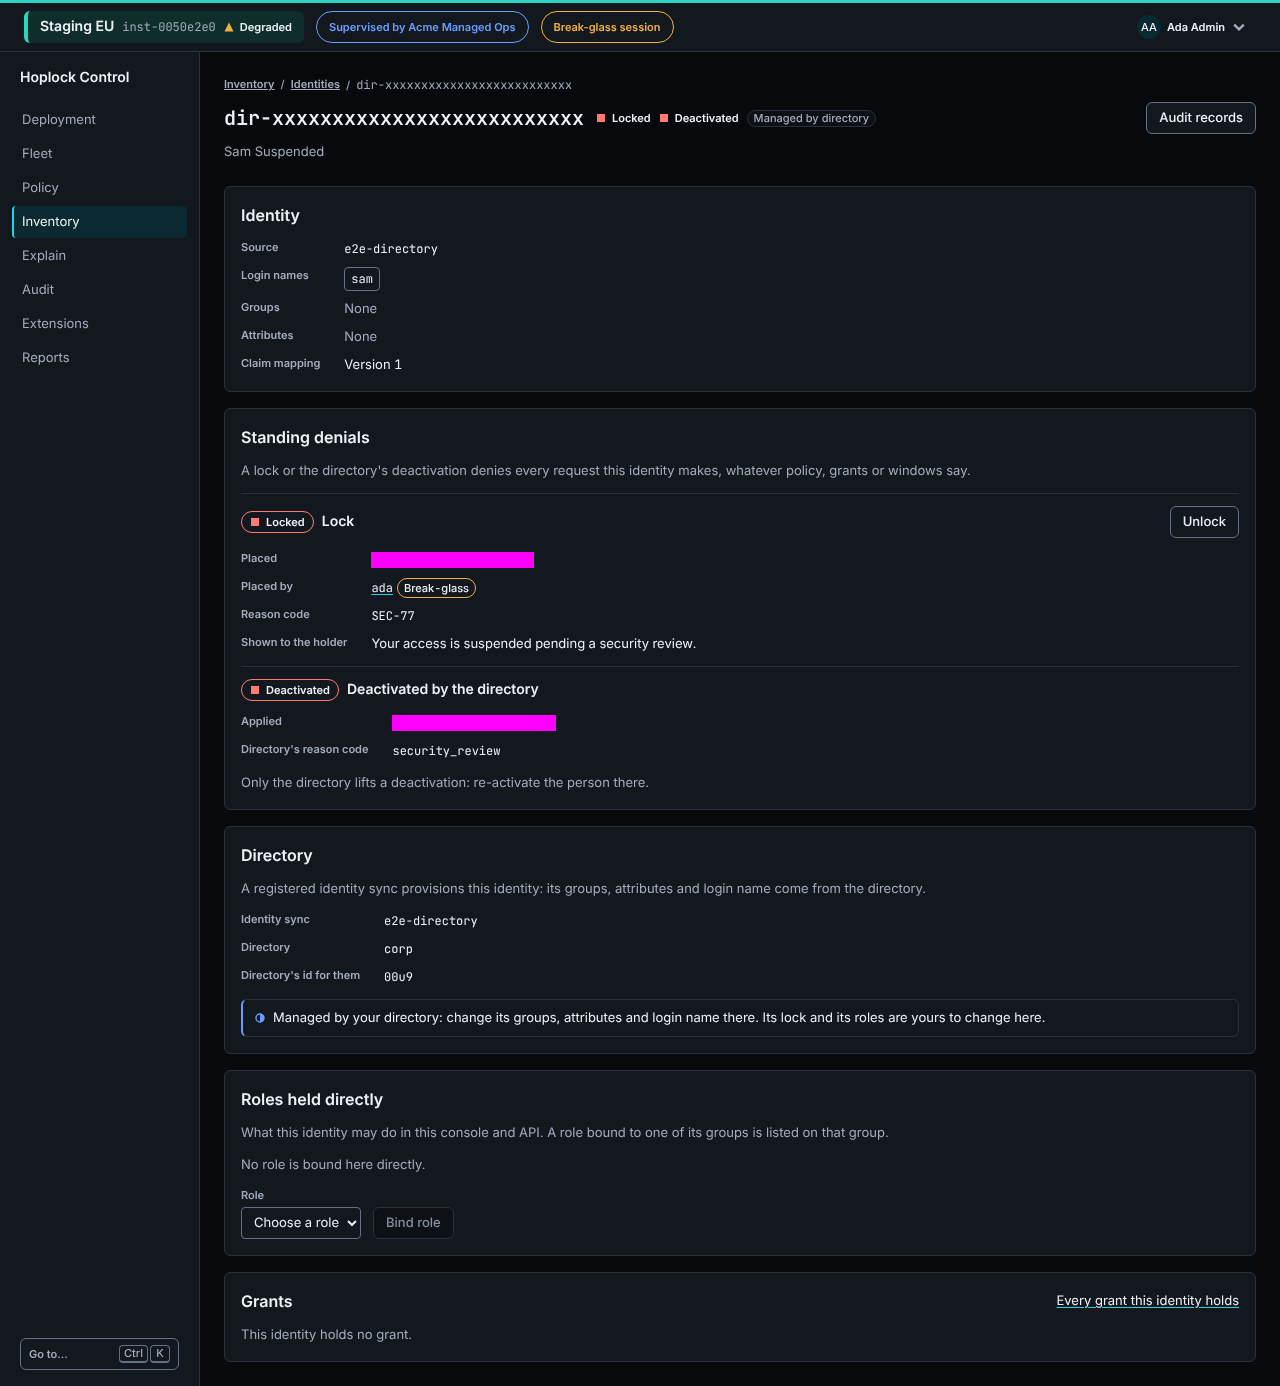 Staging EU inst-0050e2e0 Degraded
Supervised by Acme Managed Ops
Break-glass session
AA Ada Admin
Hoplock Control
Deployment
Fleet
Policy
Inventory
Explain
Audit
Extensions
Reports
Go to... Ctrl K
Inventory / Identities / dir-xxxxxxxxxxxxxxxxxxxxxxxxxx
dir-xxxxxxxxxxxxxxxxxxxxxxxxxx Locked Deactivated Managed by directory
Audit records
Sam Suspended
Identity
Source e2e-directory
Login names sam
Groups None
Attributes None
Claim mapping Version 1
Standing denials
A lock or the directory's deactivation denies every request this identity makes, whatever policy, grants or windows say.
Locked Lock
Unlock
Placed
Placed by ada Break-glass
Reason code SEC-77
Shown to the holder Your access is suspended pending a security review.
Deactivated Deactivated by the directory
Applied
Directory's reason code security_review
Only the directory lifts a deactivation: re-activate the person there.
Directory
A registered identity sync provisions this identity: its groups, attributes and login name come from the directory.
Identity sync e2e-directory
Directory corp
Directory's id for them 00u9
Managed by your directory: change its groups, attributes and login name there. Its lock and its roles are yours to change here.
Roles held directly
What this identity may do in this console and API. A role bound to one of its groups is listed on that group.
No role is bound here directly.
Role
Choose a role Bind role
Grants
Every grant this identity holds
This identity holds no grant.